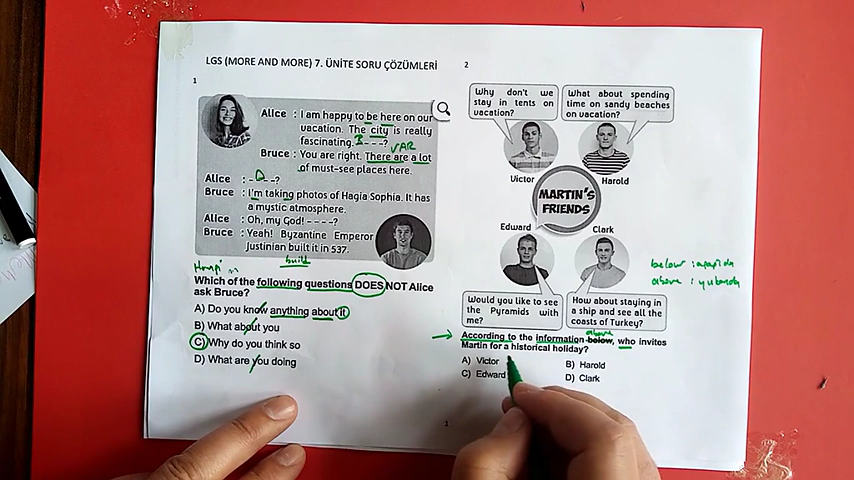 LGS (MORE AND MORE) 7. ÜNİTE SORU ÇÖZÜMLERİ
1
Alice : I am happy to be here on our
vacation. The city is really
fascinating. B - - - -?
VAR
Bruce : You are right. There are a lot
of must-see places here.
Alice : - D - -?
Bruce : I'm taking photos of Hagia Sophia. It has
a mystic atmosphere.
Alice : Oh, my God! - - - -?
Bruce : Yeah! Byzantine Emperor
Justinian built it in 537.
build
Which of the following questions DOES NOT Alice
ask Bruce?
A) Do you know anything about it
B) What about you
C) Why do you think so
D) What are you doing
2
Why don't we
stay in tents on
vacation?
What about spending
time on sandy beaches
on vacation?
Victor
Harold
MARTIN'S
FRIENDS
Edward
Clark
Would you like to see
the Pyramids with
me?
How about staying in
a ship and see all the
coasts of Turkey?
below : aşağıda
above : yukarıda
above
According to the information below, who invites
Martin for a historical holiday?
A) Victor
B) Harold
C) Edward
D) Clark
1